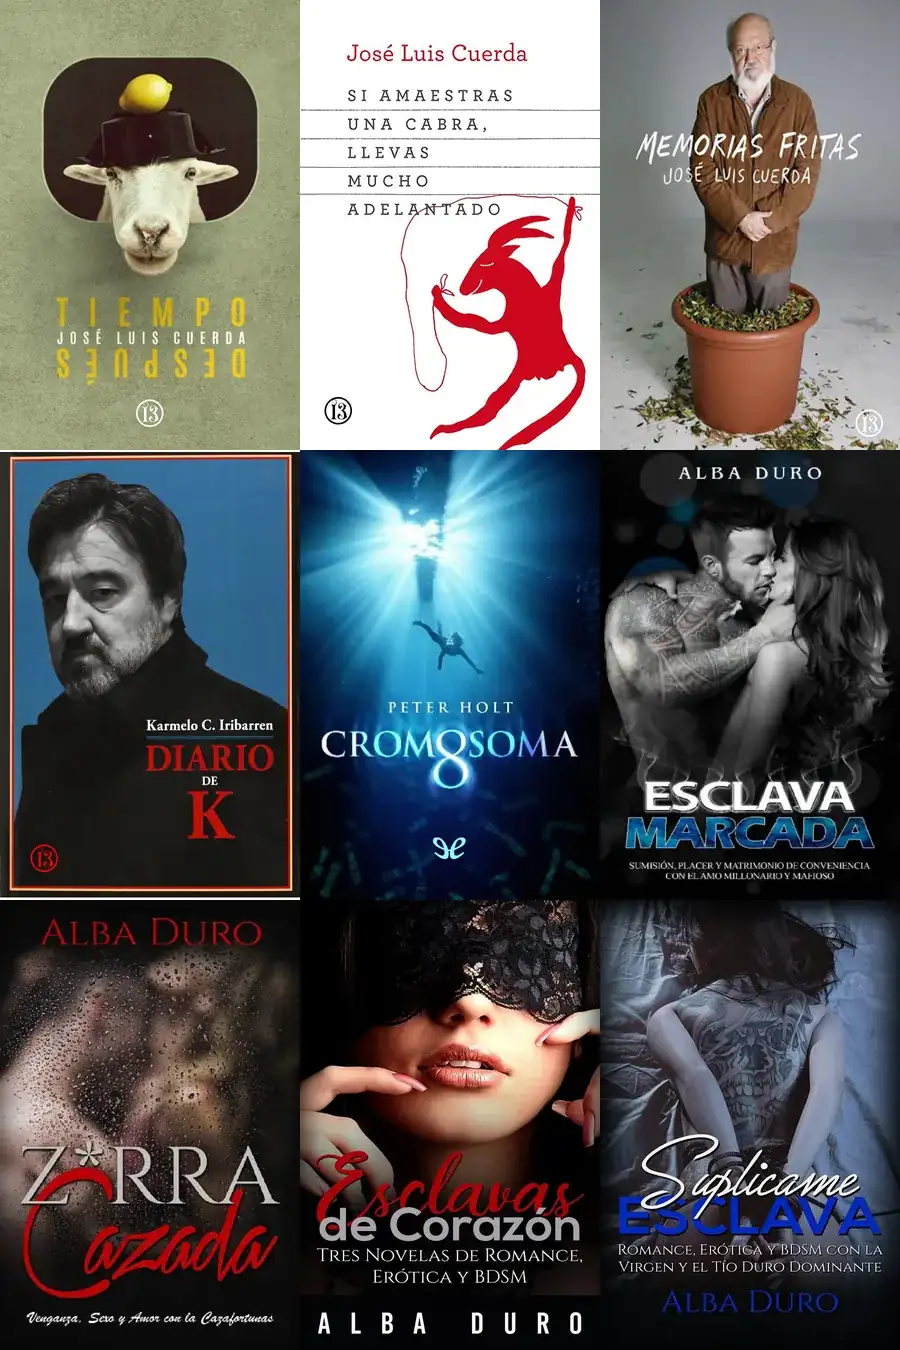 TIEMPO
JOSÉ LUIS CUERDA
DESPUÉS
13
José Luis Cuerda
SI AMAESTRAS
UNA CABRA,
LLEVAS
MUCHO
ADELANTADO
13
MEMORIAS FRITAS
JOSÉ LUIS CUERDA
13
Karmelo C. Iribarren
DIARIO
DE
K
13
PETER HOLT
CROMOSOMA
8
ALBA DURO
ESCLAVA
MARCADA
SUMISIÓN, PLACER Y MATRIMONIO DE CONVENIENCIA
CON EL AMO MILLONARIO Y MAFIOSO
ALBA DURO
Z*RRA
Cazada
Venganza, Sexo y Amor con la Cazafortunas
Esclavas
de Corazón
TRES NOVELAS DE ROMANCE,
ERÓTICA Y BDSM
ALBA DURO
Suplicame
ESCLAVA
ROMANCE, ERÓTICA Y BDSM CON LA
VIRGEN Y EL TÍO DURO DOMINANTE
ALBA DURO